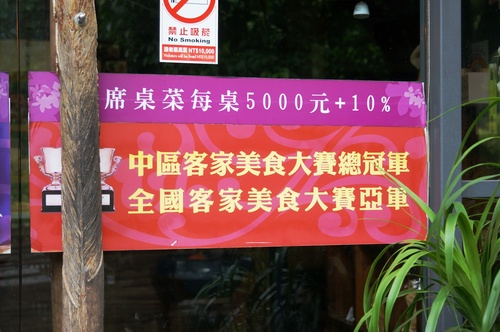 禁止吸菸
No Smoking
席桌菜每桌5000元+10%
中區客家美食大賽總冠軍
全國客家美食大賽亞軍